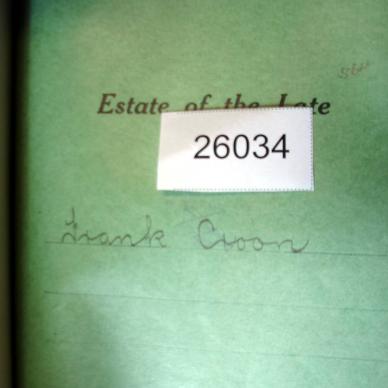 Estate of the Late
26034
Frank Croon